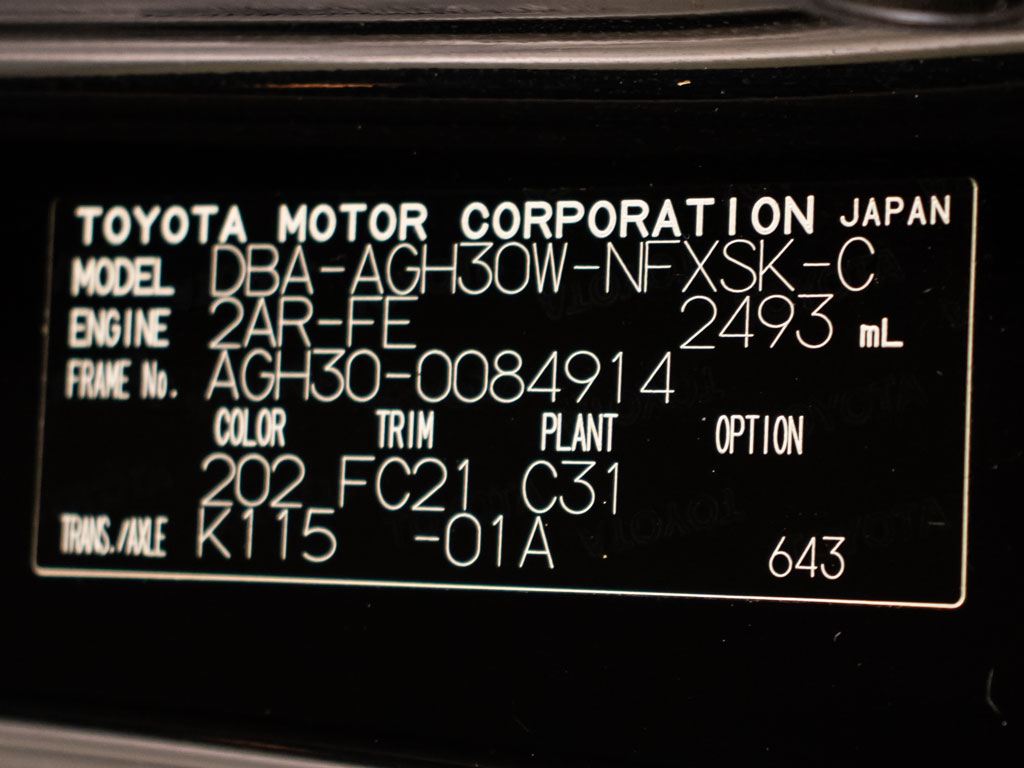 TOYOTA MOTOR CORPORATION JAPAN
MODEL DBA-AGH30W-NFXSK-C
ENGINE 2AR-FE 2493 mL
FRAME No. AGH30-0084914
COLOR TRIM PLANT OPTION
202 FC21 C31
TRANS./AXLE K115 -01A 643